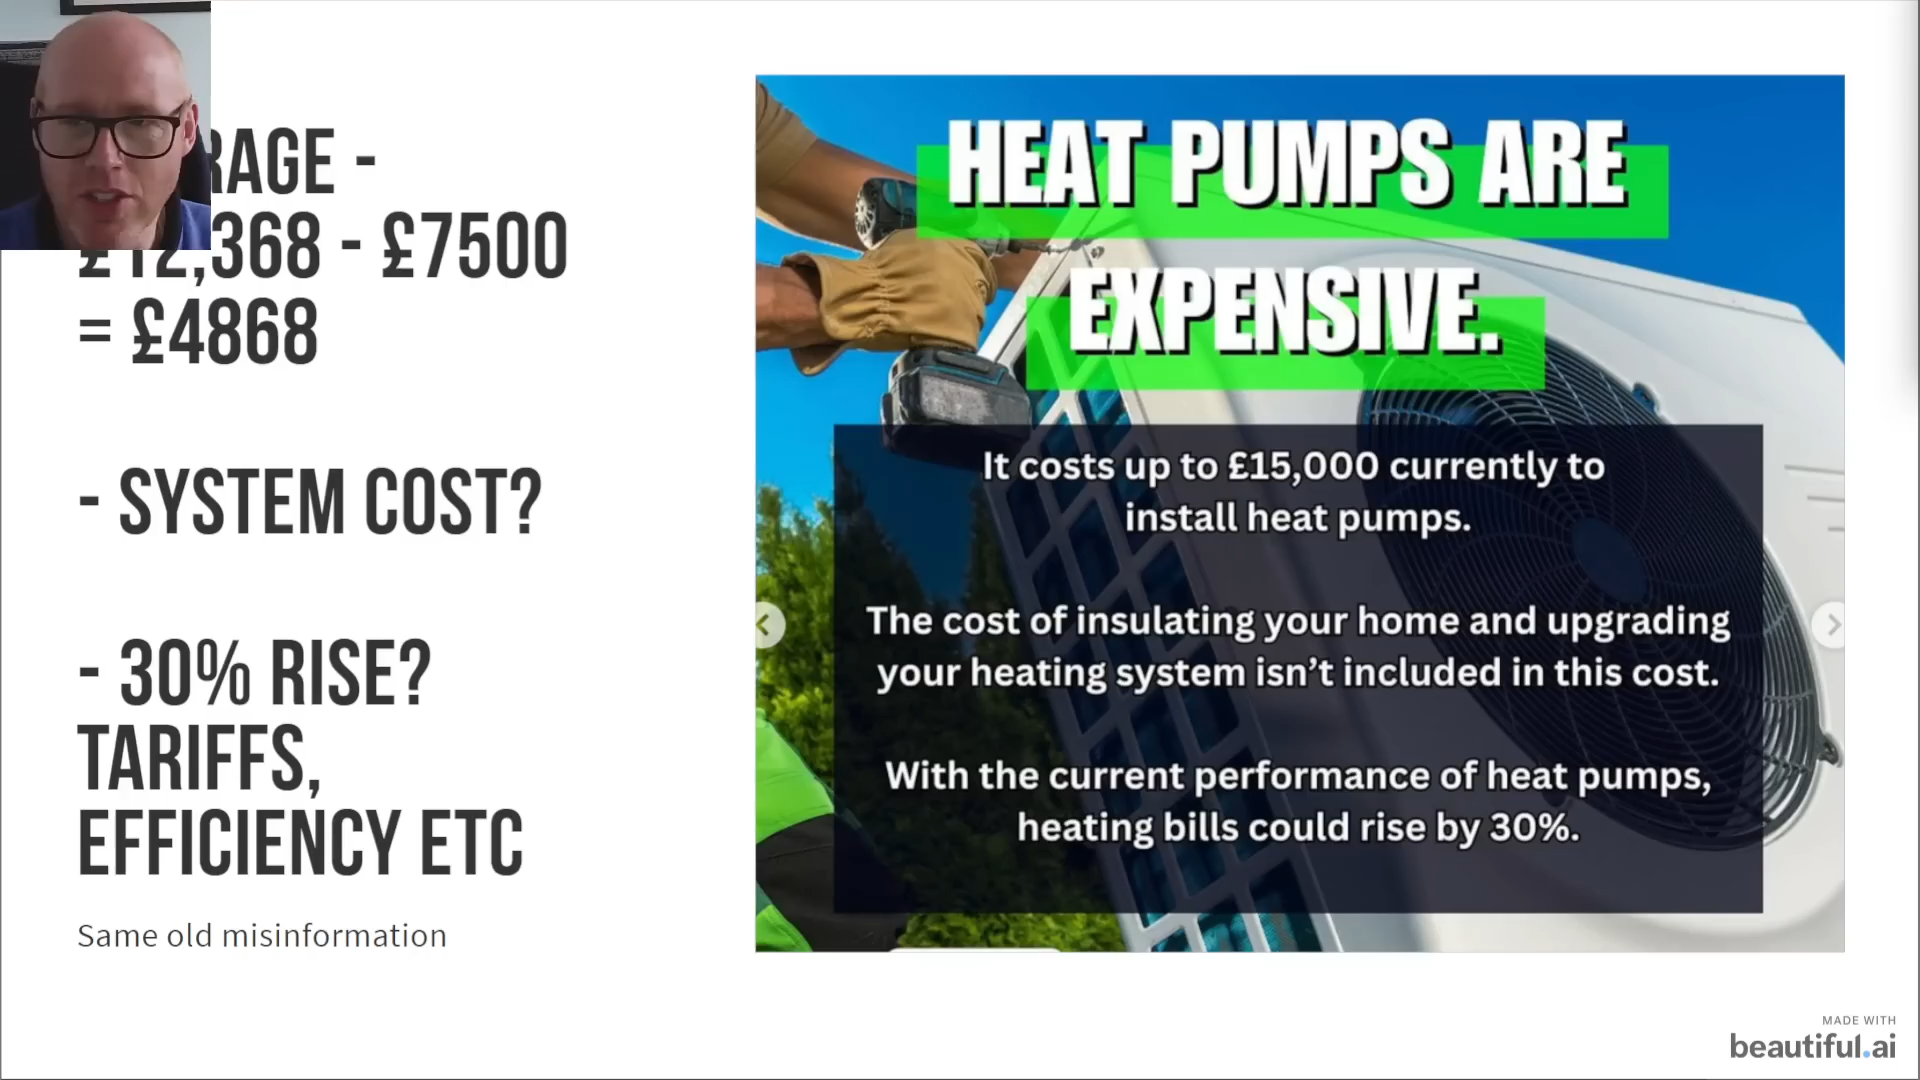 RAGE -
£12,368 - £7500
= £4868
- SYSTEM COST?
- 30% RISE?
TARIFFS,
EFFICIENCY ETC
Same old misinformation
HEAT PUMPS ARE
EXPENSIVE.
It costs up to £15,000 currently to
install heat pumps.
The cost of insulating your home and upgrading
your heating system isn't included in this cost.
With the current performance of heat pumps,
heating bills could rise by 30%.
MADE WITH
beautiful.ai